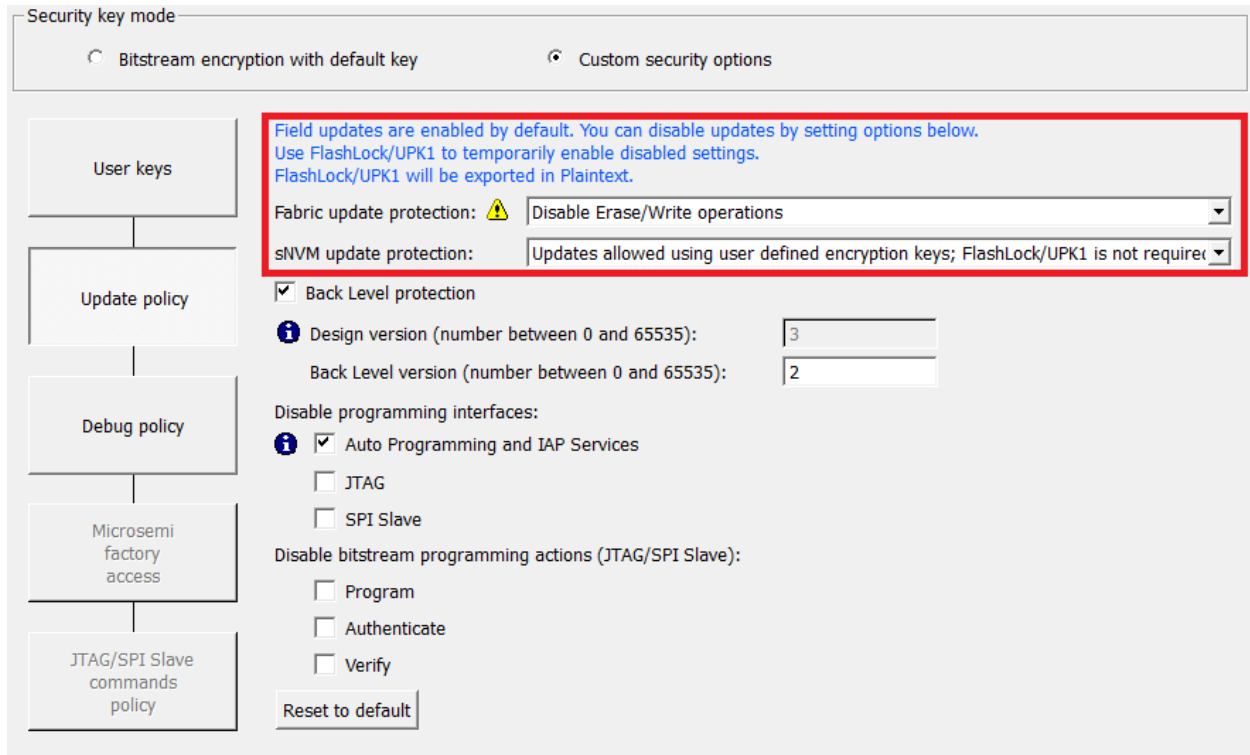 Security key mode
Bitstream encryption with default key
Custom security options
User keys
Update policy
Debug policy
Microsemi
factory
access
JTAG/SPI Slave
commands
policy
Field updates are enabled by default. You can disable updates by setting options below.
Use FlashLock/UPK1 to temporarily enable disabled settings.
FlashLock/UPK1 will be exported in Plaintext.
Fabric update protection: Disable Erase/Write operations
sNVM update protection: Updates allowed using user defined encryption keys; FlashLock/UPK1 is not require
Back Level protection
Design version (number between 0 and 65535): 3
Back Level version (number between 0 and 65535): 2
Disable programming interfaces:
Auto Programming and IAP Services
JTAG
SPI Slave
Disable bitstream programming actions (JTAG/SPI Slave):
Program
Authenticate
Verify
Reset to default